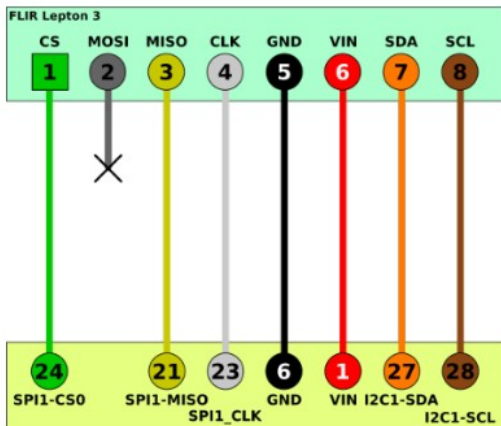 FLIR Lepton 3
CS MOSI MISO CLK GND VIN SDA SCL
1 2 3 4 5 6 7 8
24 21 23 6 1 27 28
SPI1-CS0 SPI1-MISO GND VIN I2C1-SDA
SPI1_CLK I2C1-SCL